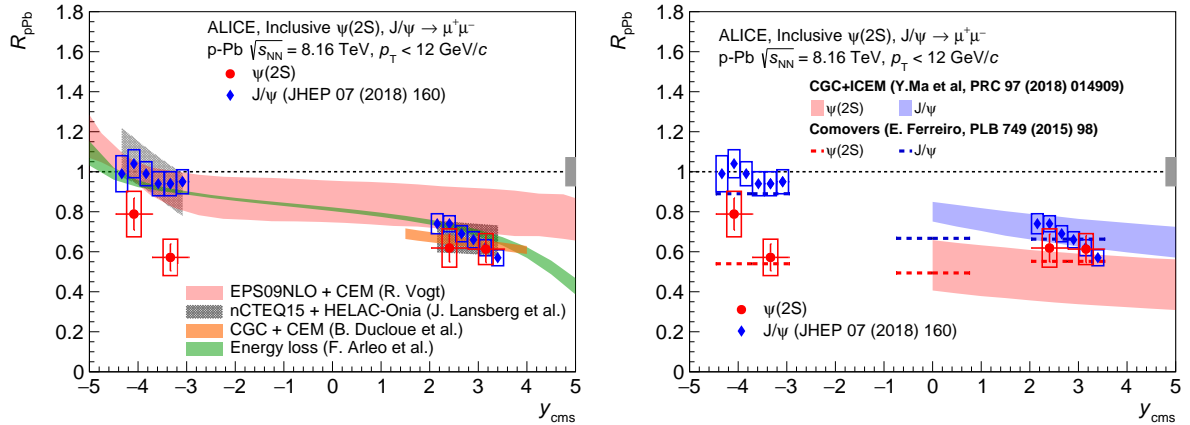 R_pPb
1.8
1.6
1.4
1.2
1
0.8
0.6
0.4
0.2
0
ALICE, Inclusive ψ(2S), J/ψ → μ⁺μ⁻
p-Pb √s_NN = 8.16 TeV, p_T < 12 GeV/c
ψ(2S)
J/ψ (JHEP 07 (2018) 160)
EPS09NLO + CEM (R. Vogt)
nCTEQ15 + HELAC-Onia (J. Lansberg et al.)
CGC + CEM (B. Ducloue et al.)
Energy loss (F. Arleo et al.)
−5 −4 −3 −2 −1 0 1 2 3 4 5
y_cms
R_pPb
1.8
1.6
1.4
1.2
1
0.8
0.6
0.4
0.2
0
ALICE, Inclusive ψ(2S), J/ψ → μ⁺μ⁻
p-Pb √s_NN = 8.16 TeV, p_T < 12 GeV/c
CGC+ICEM (Y.Ma et al, PRC 97 (2018) 014909)
ψ(2S) J/ψ
Comovers (E. Ferreiro, PLB 749 (2015) 98)
ψ(2S) J/ψ
ψ(2S)
J/ψ (JHEP 07 (2018) 160)
−5 −4 −3 −2 −1 0 1 2 3 4 5
y_cms